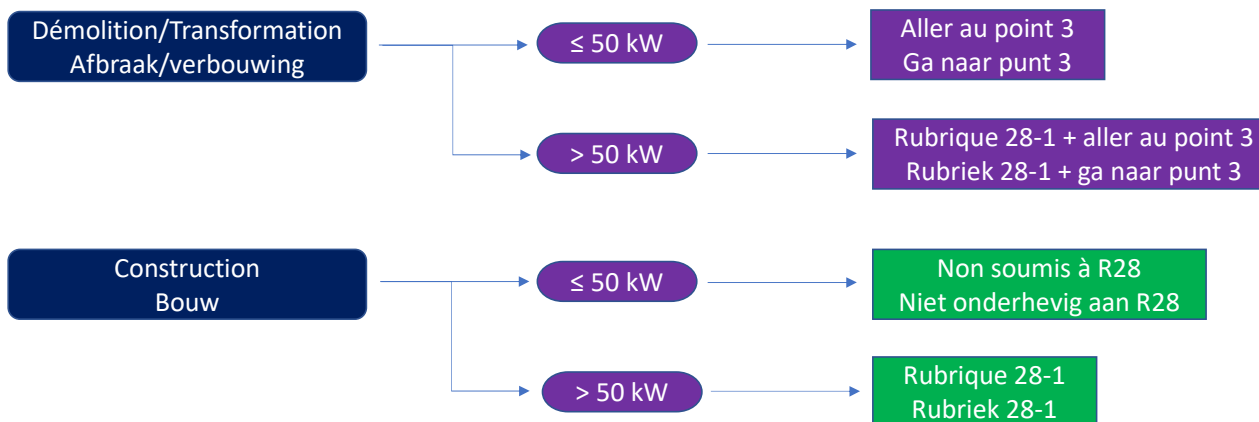 Démolition/Transformation
Afbraak/verbouwing
≤ 50 kW
Aller au point 3
Ga naar punt 3
> 50 kW
Rubrique 28-1 + aller au point 3
Rubriek 28-1 + ga naar punt 3
Construction
Bouw
≤ 50 kW
Non soumis à R28
Niet onderhevig aan R28
> 50 kW
Rubrique 28-1
Rubriek 28-1